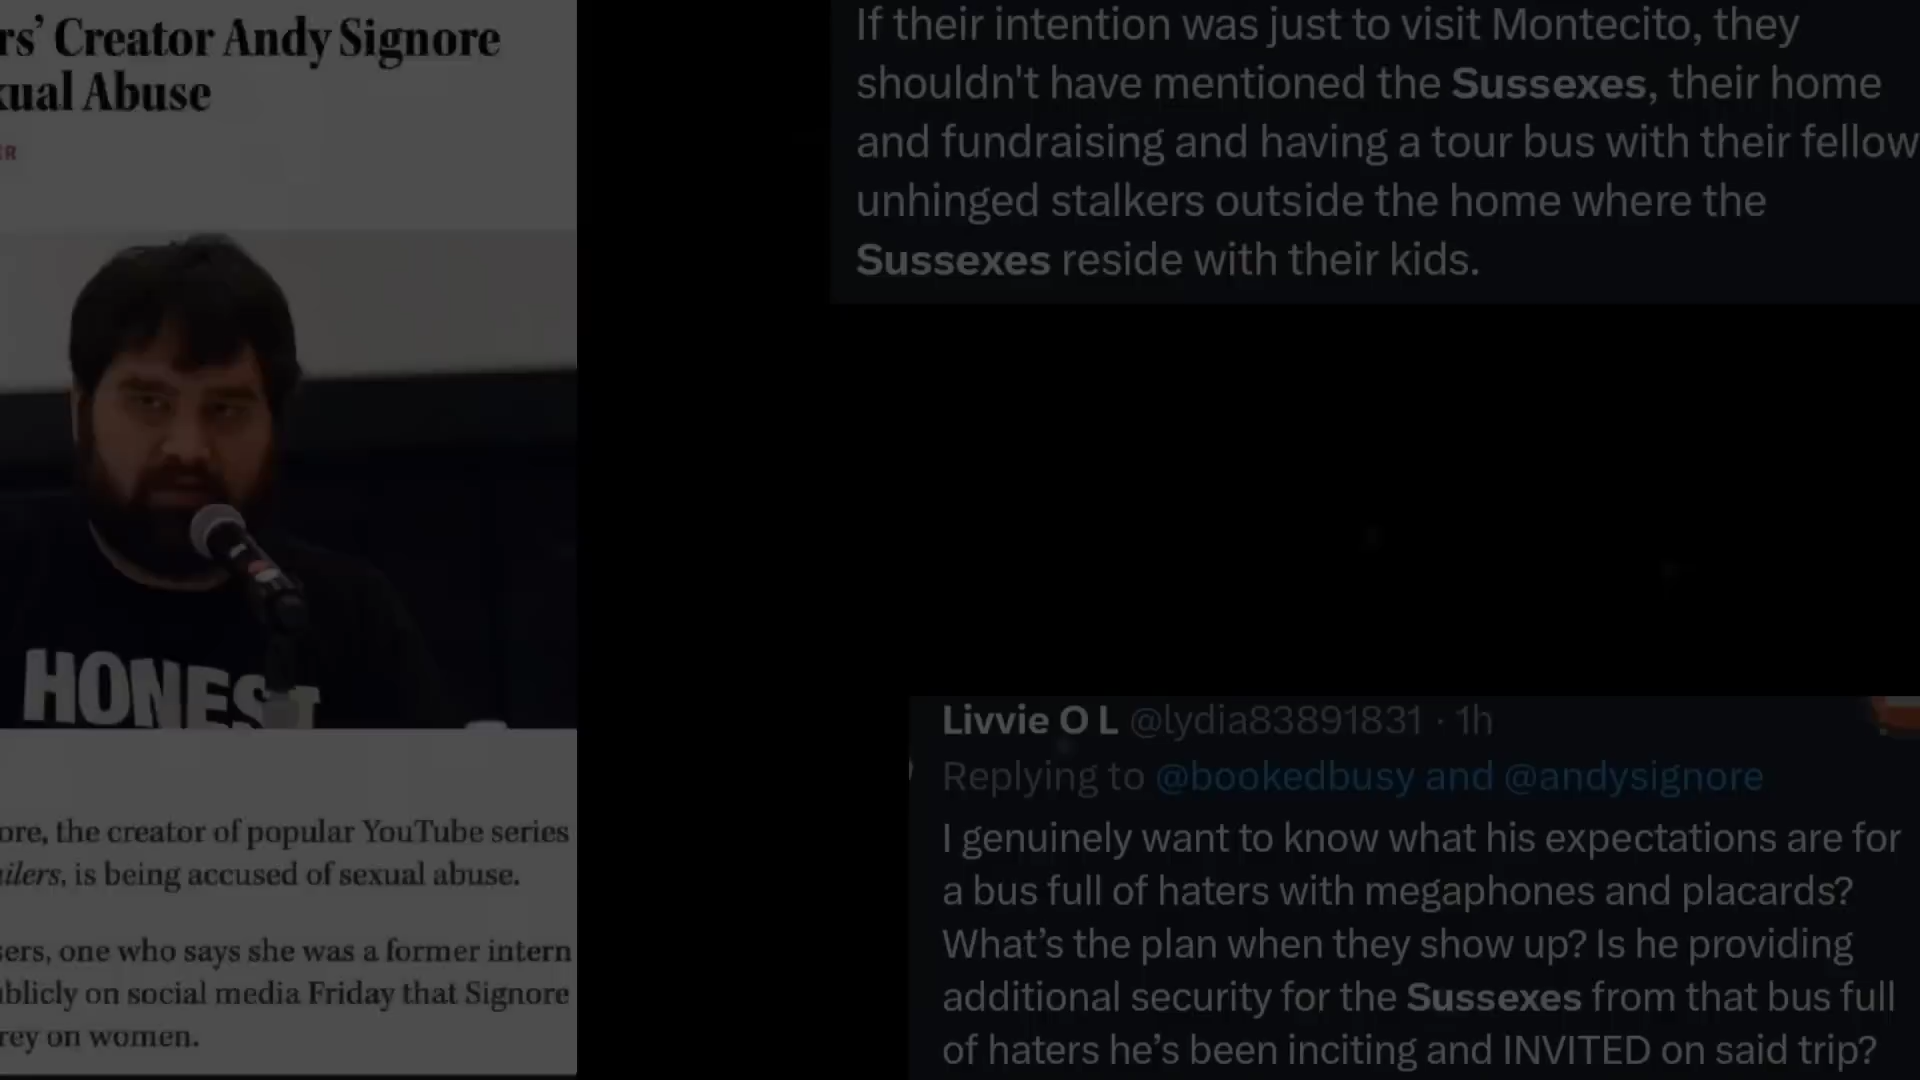 rs’ Creator Andy Signore
xual Abuse
ER
HONES
ore, the creator of popular YouTube series
ilers, is being accused of sexual abuse.
sers, one who says she was a former intern
blicly on social media Friday that Signore
rey on women.
If their intention was just to visit Montecito, they
shouldn't have mentioned the Sussexes, their home
and fundraising and having a tour bus with their fellow
unhinged stalkers outside the home where the
Sussexes reside with their kids.
Livvie O L @lydia83891831 · 1h
Replying to @bookedbusy and @andysignore
I genuinely want to know what his expectations are for
a bus full of haters with megaphones and placards?
What’s the plan when they show up? Is he providing
additional security for the Sussexes from that bus full
of haters he’s been inciting and INVITED on said trip?